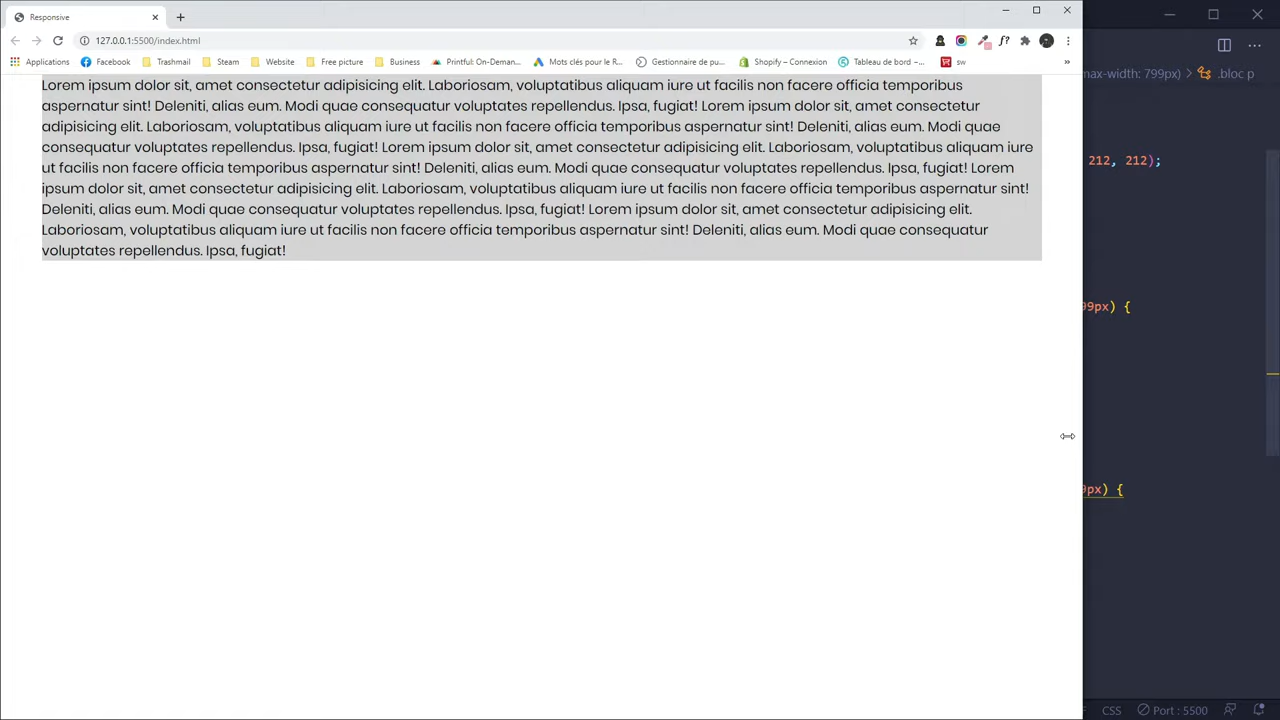 Responsive
127.0.0.1:5500/index.html
Applications Facebook Trashmail Steam Website Free picture Business Printful: On-Deman... Mots clés pour le R... Gestionnaire de pu... Shopify – Connexion Tableau de bord –... sw »
Lorem ipsum dolor sit, amet consectetur adipisicing elit. Laboriosam, voluptatibus aliquam iure ut facilis non facere officia temporibus
aspernatur sint! Deleniti, alias eum. Modi quae consequatur voluptates repellendus. Ipsa, fugiat! Lorem ipsum dolor sit, amet consectetur
adipisicing elit. Laboriosam, voluptatibus aliquam iure ut facilis non facere officia temporibus aspernatur sint! Deleniti, alias eum. Modi quae
consequatur voluptates repellendus. Ipsa, fugiat! Lorem ipsum dolor sit, amet consectetur adipisicing elit. Laboriosam, voluptatibus aliquam iure
ut facilis non facere officia temporibus aspernatur sint! Deleniti, alias eum. Modi quae consequatur voluptates repellendus. Ipsa, fugiat! Lorem
ipsum dolor sit, amet consectetur adipisicing elit. Laboriosam, voluptatibus aliquam iure ut facilis non facere officia temporibus aspernatur sint!
Deleniti, alias eum. Modi quae consequatur voluptates repellendus. Ipsa, fugiat! Lorem ipsum dolor sit, amet consectetur adipisicing elit.
Laboriosam, voluptatibus aliquam iure ut facilis non facere officia temporibus aspernatur sint! Deleniti, alias eum. Modi quae consequatur
voluptates repellendus. Ipsa, fugiat!
max-width: 799px) > .bloc p
212, 212);
99px) {
9px) {
CSS Port : 5500